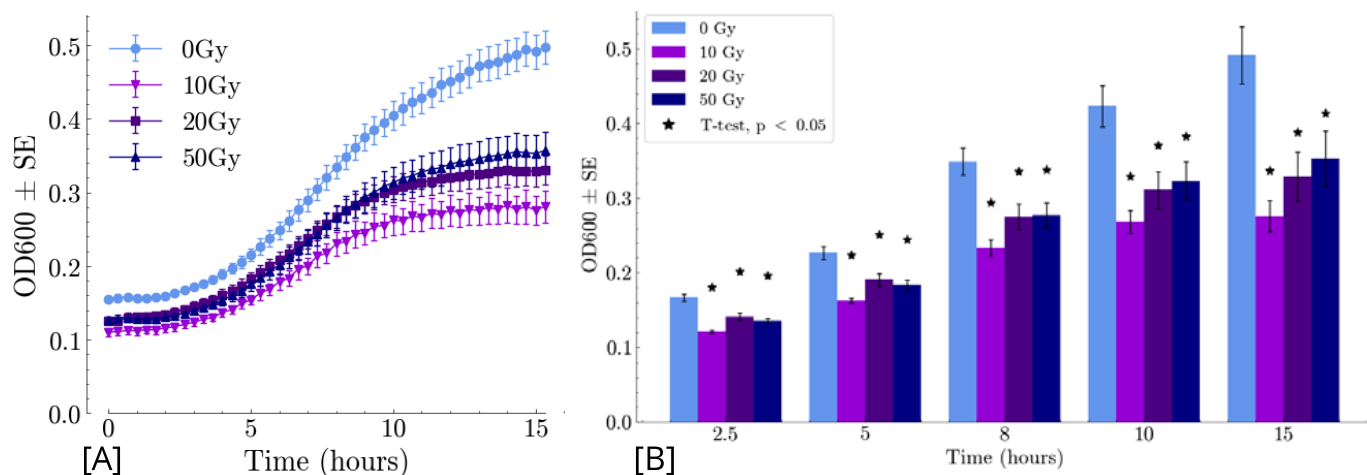 0Gy
10Gy
20Gy
50Gy
OD600 ± SE
0.5
0.4
0.3
0.2
0.1
0.0
0 5 10 15
Time (hours)
[A]
0 Gy
10 Gy
20 Gy
50 Gy
★ T-test, p < 0.05
OD600 ± SE
0.5
0.4
0.3
0.2
0.1
0.0
2.5 5 8 10 15
Time (hours)
[B]